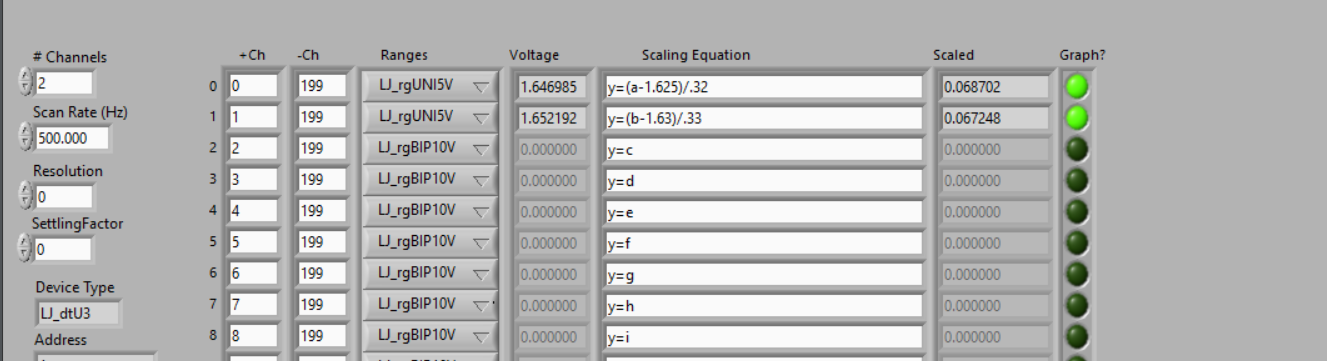 # Channels +Ch -Ch Ranges Voltage Scaling Equation Scaled Graph?
2 0 0 199 LJ_rgUNI5V 1.646985 y=(a-1.625)/.32 0.068702
Scan Rate (Hz) 1 1 199 LJ_rgUNI5V 1.652192 y=(b-1.63)/.33 0.067248
500.000 2 2 199 LJ_rgBIP10V 0.000000 y=c 0.000000
Resolution 3 3 199 LJ_rgBIP10V 0.000000 y=d 0.000000
0 4 4 199 LJ_rgBIP10V 0.000000 y=e 0.000000
SettlingFactor
0 5 5 199 LJ_rgBIP10V 0.000000 y=f 0.000000
6 6 199 LJ_rgBIP10V 0.000000 y=g 0.000000
Device Type
LJ_dtU3 7 7 199 LJ_rgBIP10V 0.000000 y=h 0.000000
Address 8 8 199 LJ_rgBIP10V 0.000000 y=i 0.000000